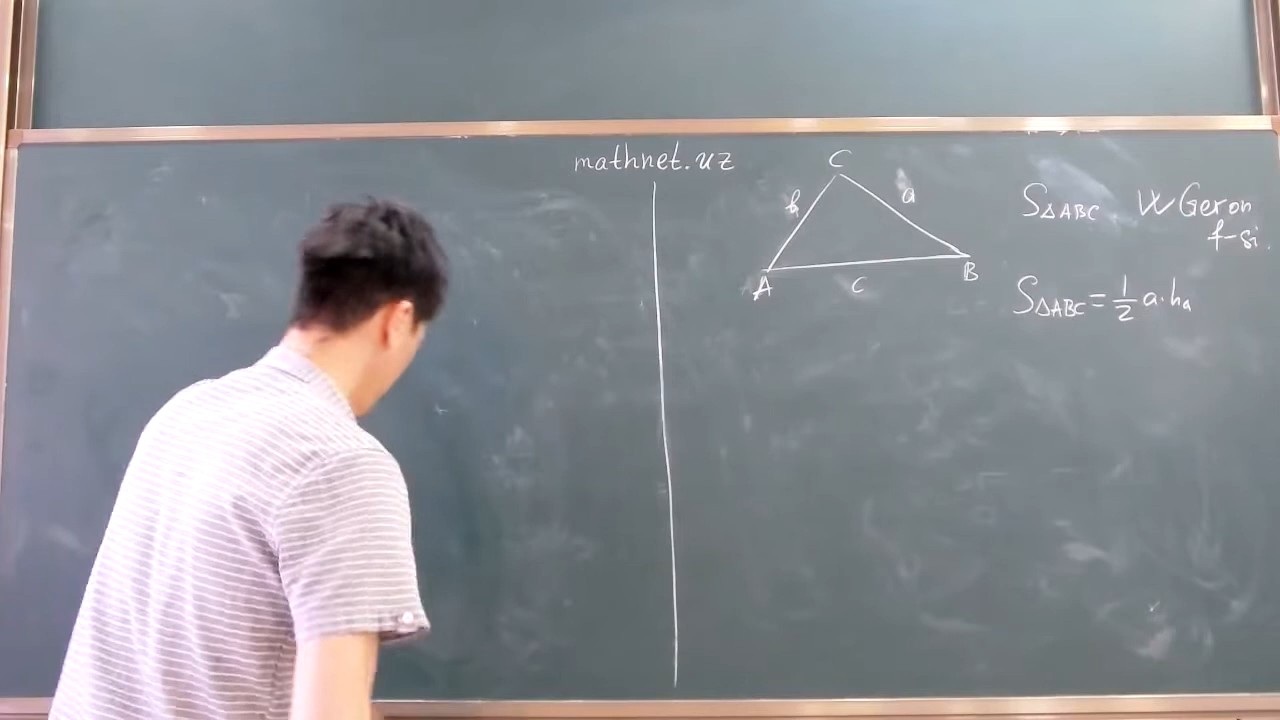 mathnet.uz
C
b
a
A
c
B
S△ABC. Geron
f-si.
S△ABC = 1/2 a·hₐ